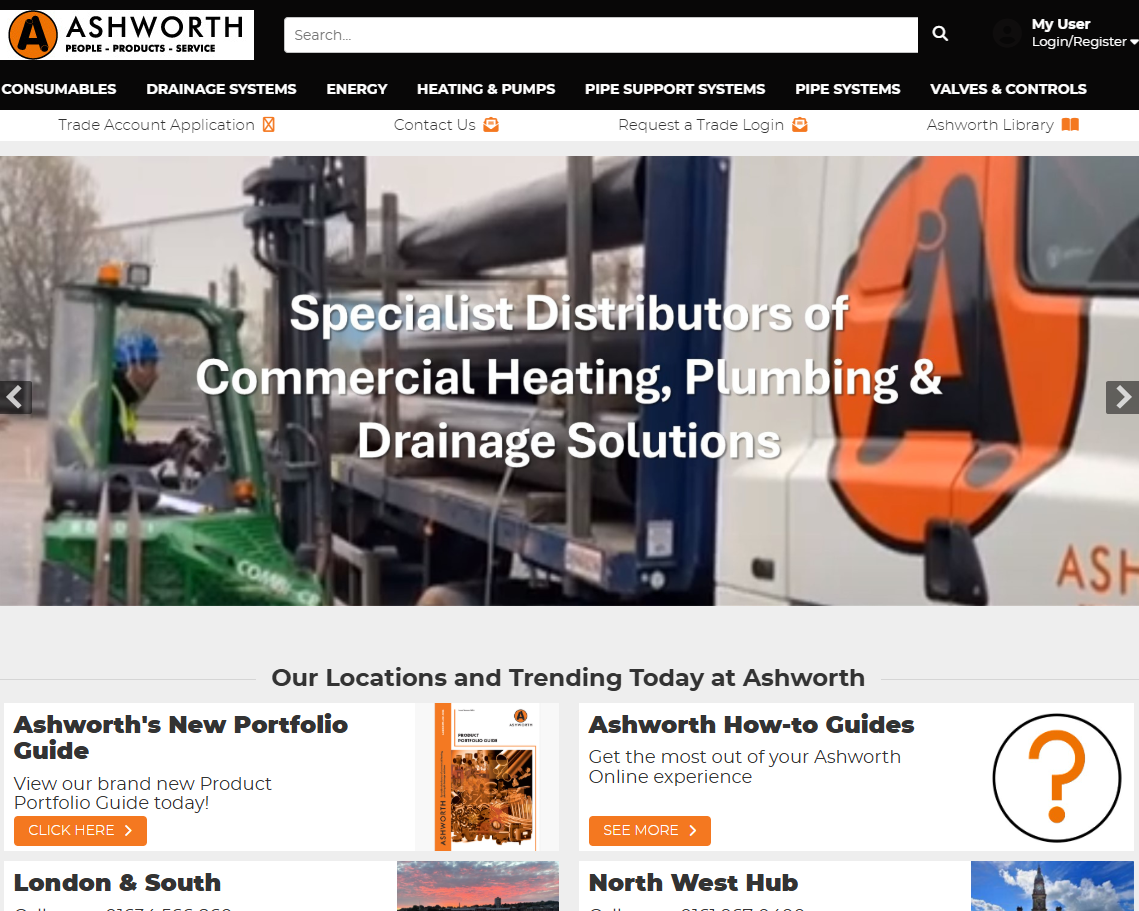 ASHWORTH
PEOPLE - PRODUCTS - SERVICE
Search...
My User
Login/Register
CONSUMABLES DRAINAGE SYSTEMS ENERGY HEATING & PUMPS PIPE SUPPORT SYSTEMS PIPE SYSTEMS VALVES & CONTROLS
Trade Account Application Contact Us Request a Trade Login Ashworth Library
Specialist Distributors of
Commercial Heating, Plumbing &
Drainage Solutions
ASH
Our Locations and Trending Today at Ashworth
Ashworth's New Portfolio
Guide
View our brand new Product
Portfolio Guide today!
CLICK HERE
ASHWORTH
PRODUCT
PORTFOLIO GUIDE
ASHWORTH
Ashworth How-to Guides
Get the most out of your Ashworth
Online experience
SEE MORE
?
London & South
North West Hub